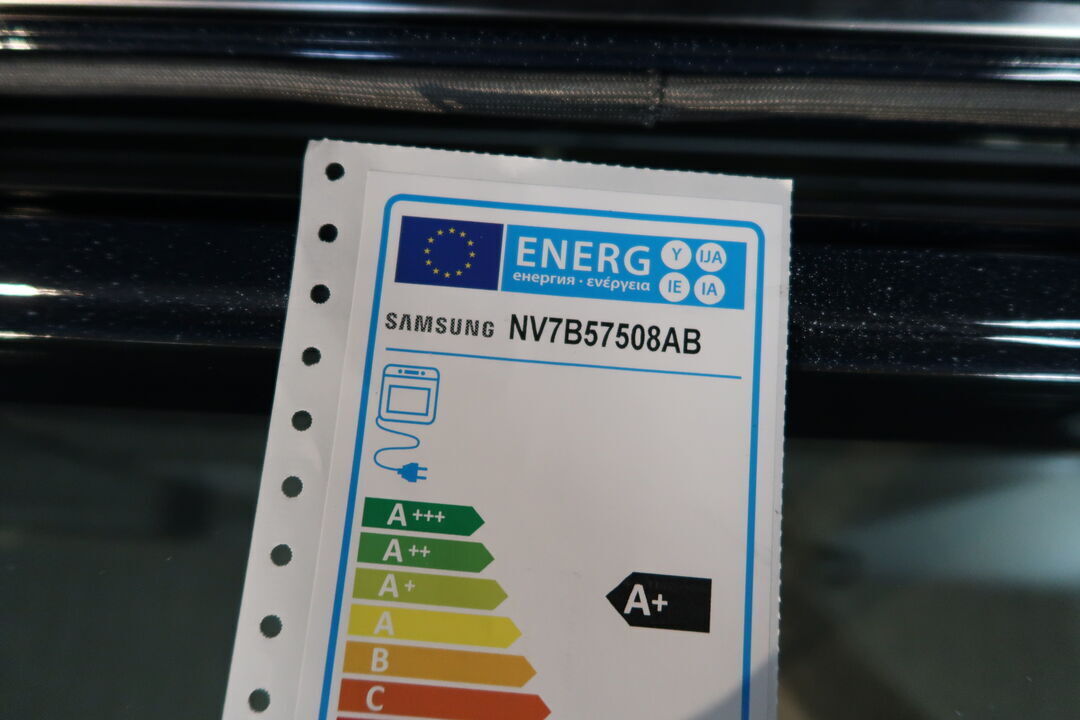 ENERG Y IJA
енергия · ενέργεια IE IA
SAMSUNG NV7B57508AB
A+++
A++
A+
A+
A
B
C